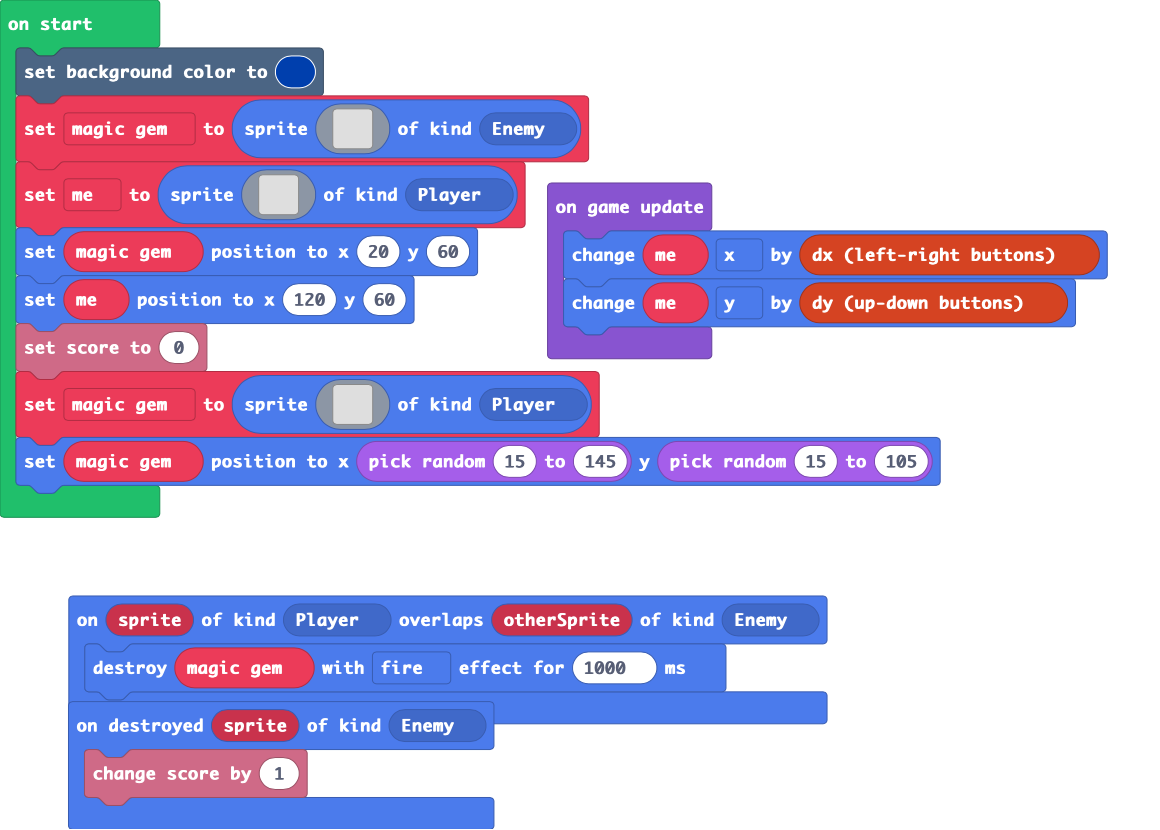 on start
set background color to
set magic gem to sprite of kind Enemy
set me to sprite of kind Player
set magic gem position to x 20 y 60
set me position to x 120 y 60
set score to 0
set magic gem to sprite of kind Player
set magic gem position to x pick random 15 to 145 y pick random 15 to 105
on game update
change me x by dx (left-right buttons)
change me y by dy (up-down buttons)
on sprite of kind Player overlaps otherSprite of kind Enemy
destroy magic gem with fire effect for 1000 ms
on destroyed sprite of kind Enemy
change score by 1